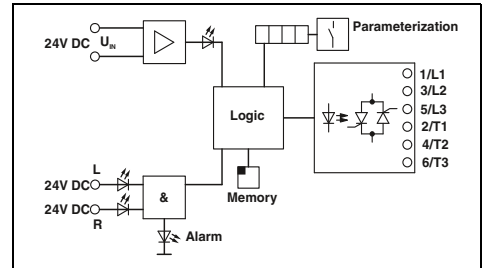 Parameterization
24V DC U_IN
1/L1
3/L2
5/L3
2/T1
4/T2
6/T3
Logic
L
24V DC
24V DC
R
&
Memory
Alarm